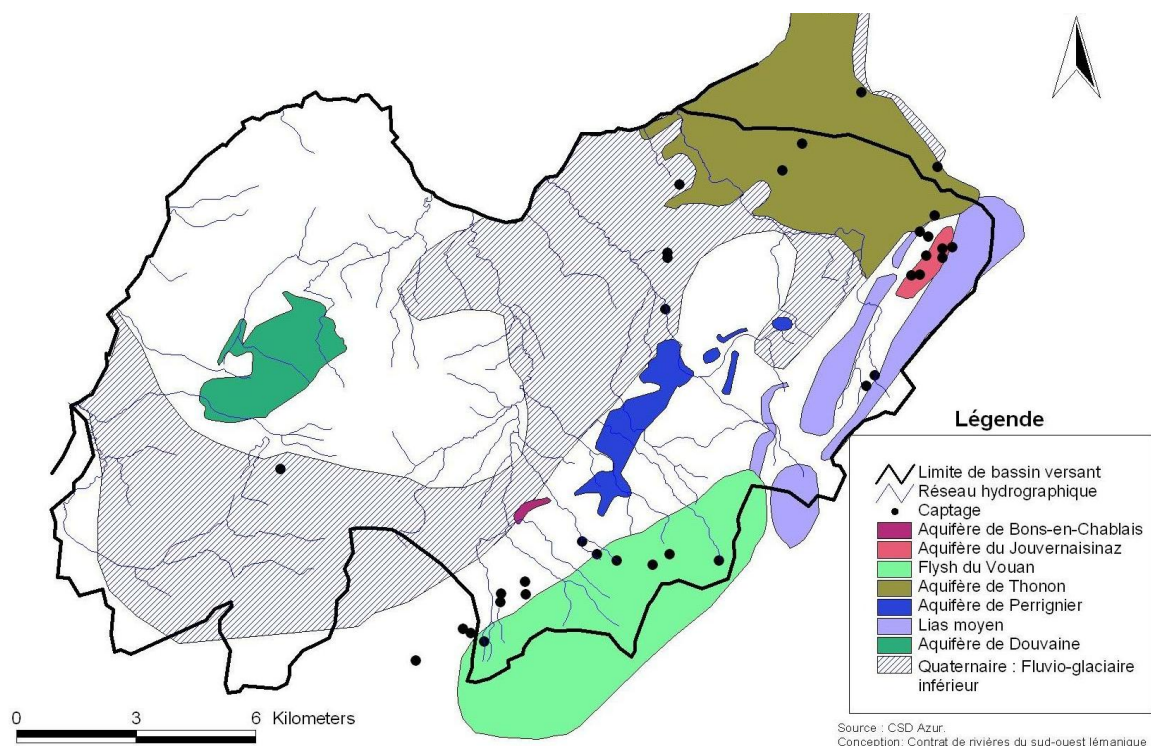 Légende
Limite de bassin versant
Réseau hydrographique
Captage
Aquifère de Bons-en-Chablais
Aquifère du Jouvernaisinaz
Flysh du Vouan
Aquifère de Thonon
Aquifère de Perrignier
Lias moyen
Aquifère de Douvaine
Quaternaire : Fluvio-glaciaire
inférieur
0 3 6 Kilometers
Source : CSD Azur.
Conception: Contrat de rivières du sud-ouest lémanique